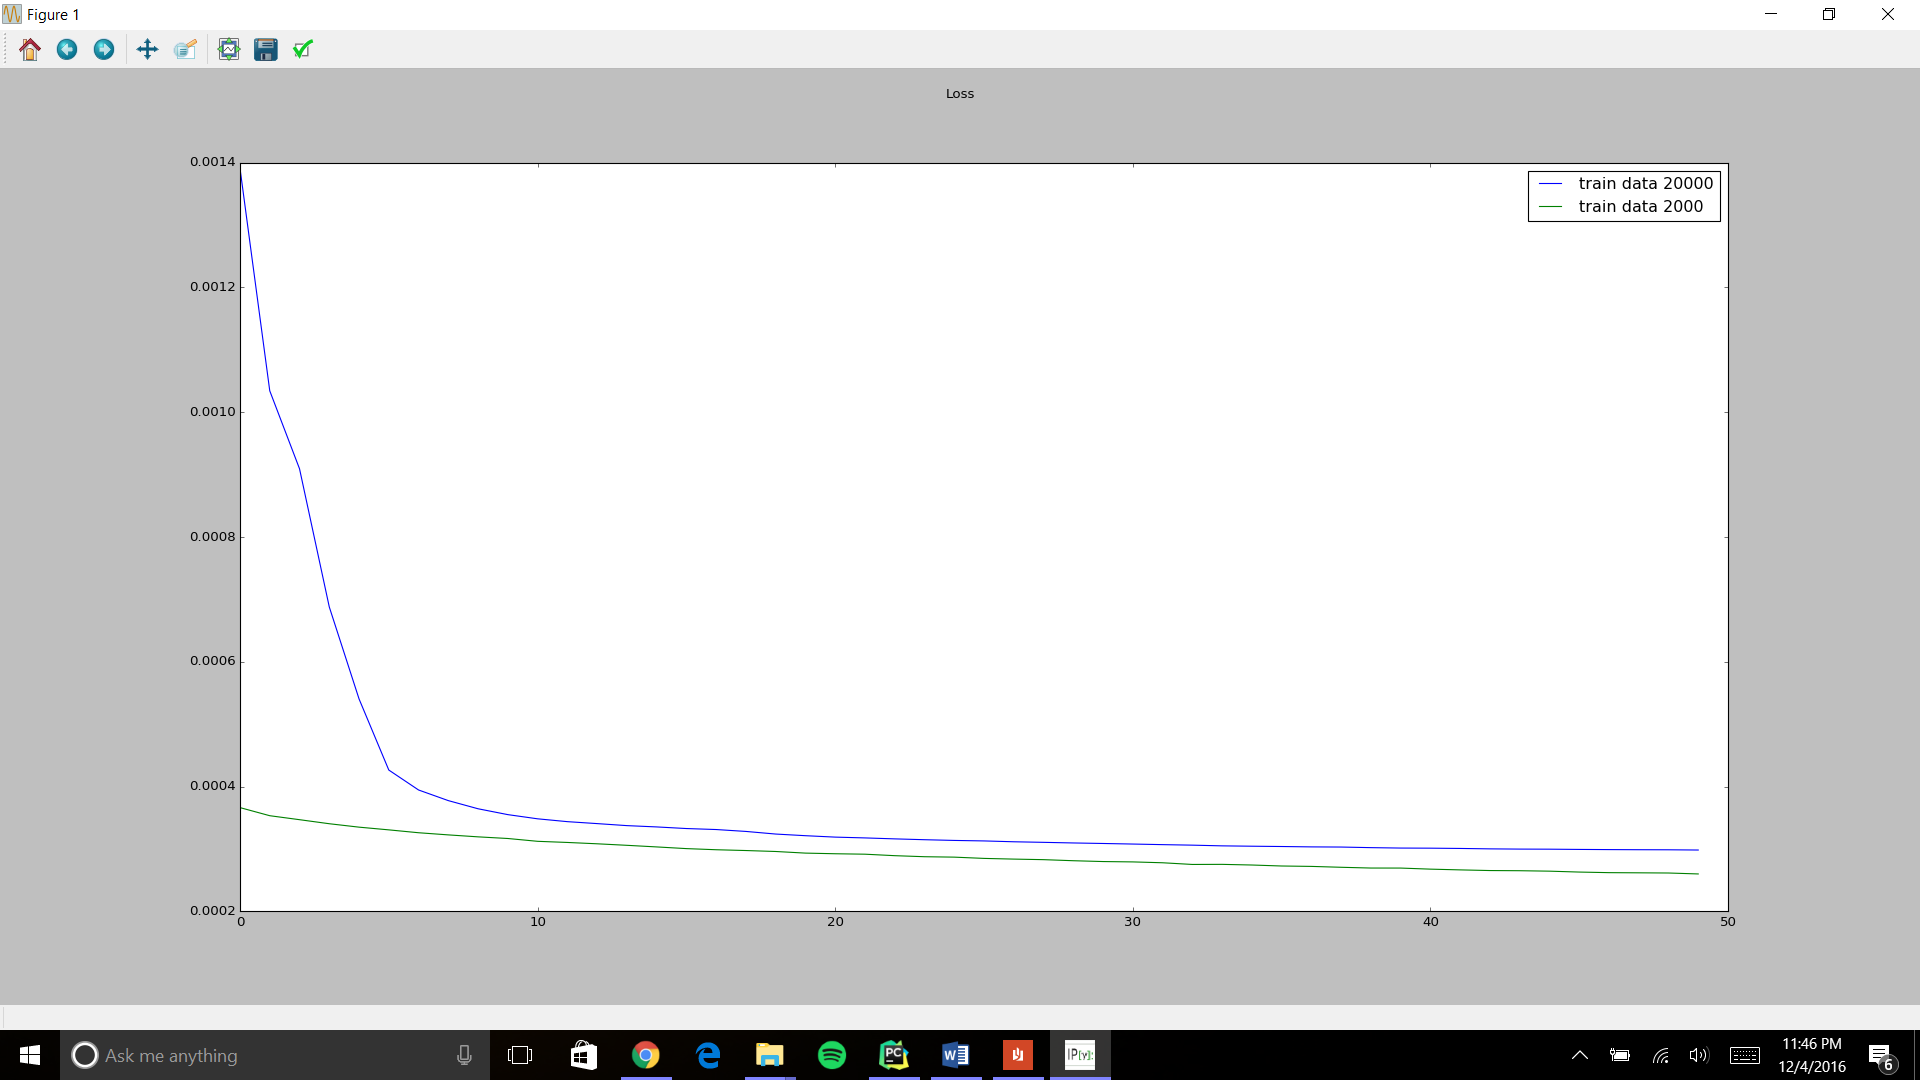 Figure 1
Loss
0.0014
0.0012
0.0010
0.0008
0.0006
0.0004
0.0002
0 10 20 30 40 50
train data 20000
train data 2000
Ask me anything
PC
W
IP[y]:
11:46 PM
12/4/2016
6